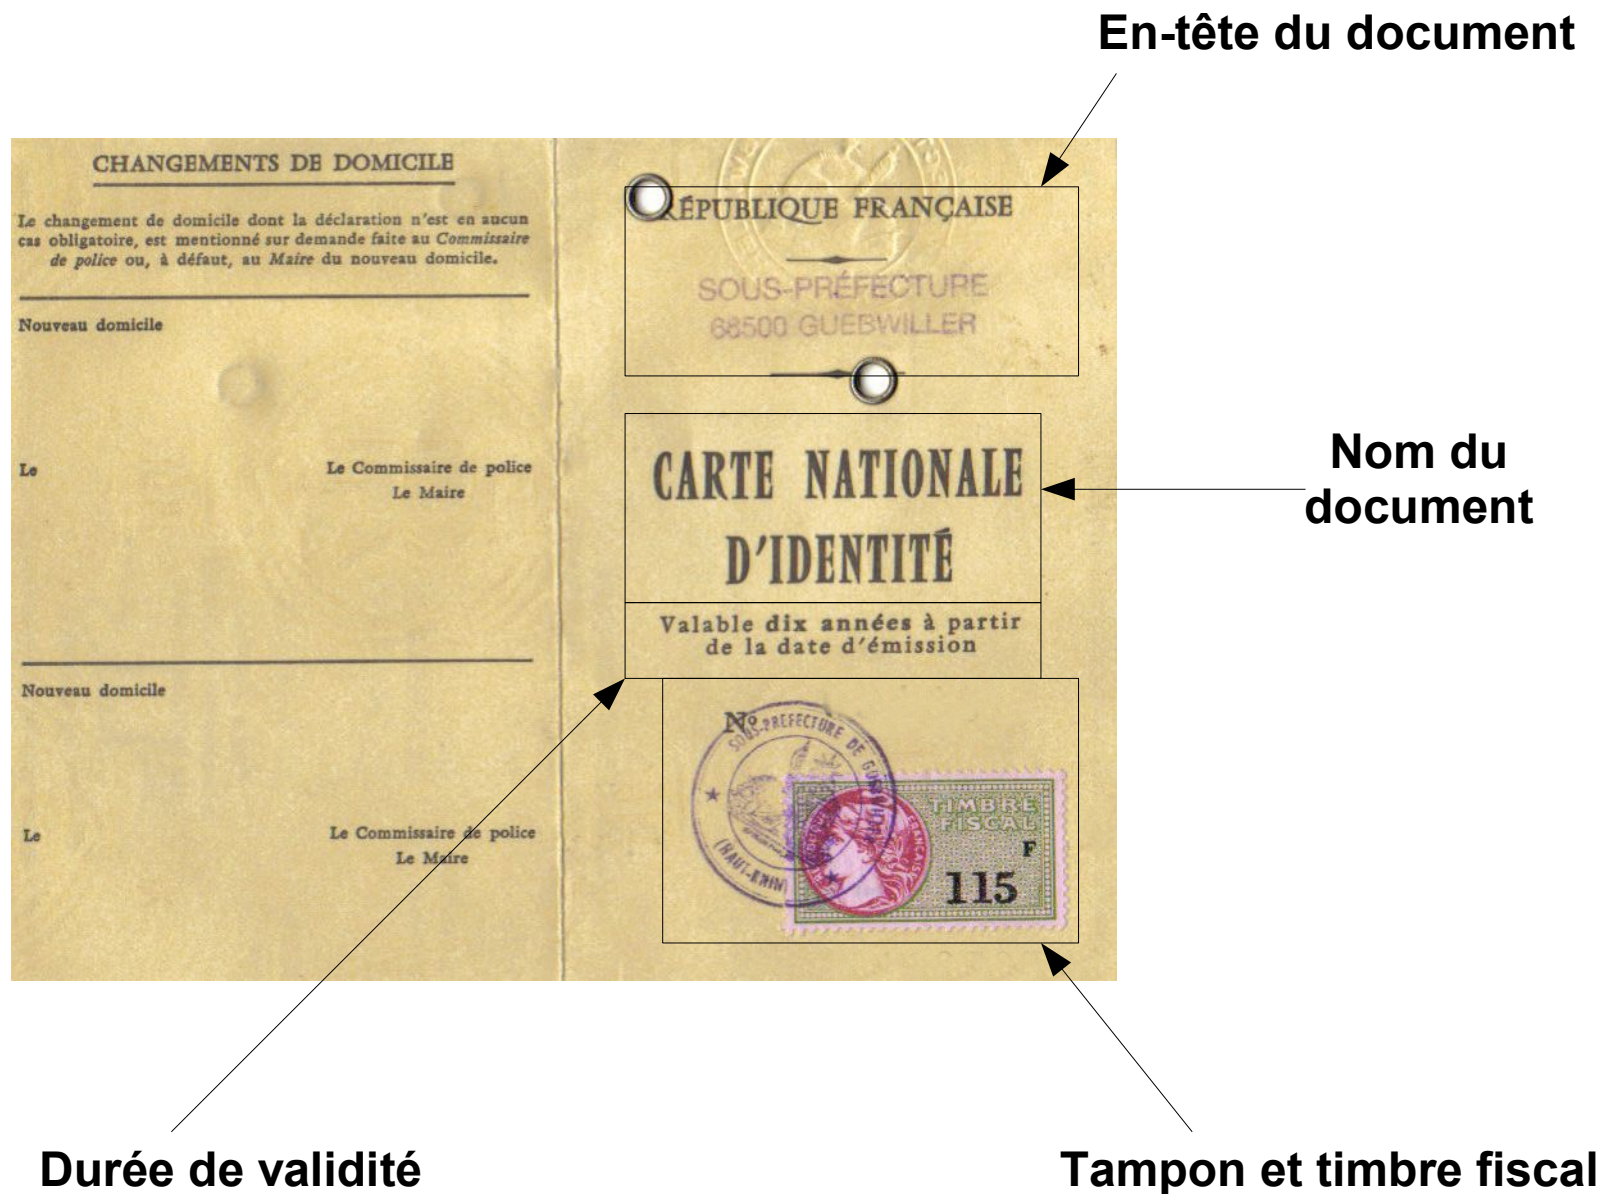 En-tête du document
CHANGEMENTS DE DOMICILE
Le changement de domicile dont la déclaration n'est en aucun
cas obligatoire, est mentionné sur demande faite au Commissaire
de police ou, à défaut, au Maire du nouveau domicile.
Nouveau domicile
Le
Le Commissaire de police
Le Maire
Nouveau domicile
Le
Le Commissaire de police
Le Maire
RÉPUBLIQUE FRANÇAISE
SOUS-PRÉFECTURE
68500 GUEBWILLER
CARTE NATIONALE
D'IDENTITÉ
Valable dix années à partir
de la date d'émission
Nº
SOUS-PREFECTURE DE GUEBWILLER
(HAUT-RHIN)
TIMBRE
FISCAL
F
115
Nom du
document
Durée de validité
Tampon et timbre fiscal